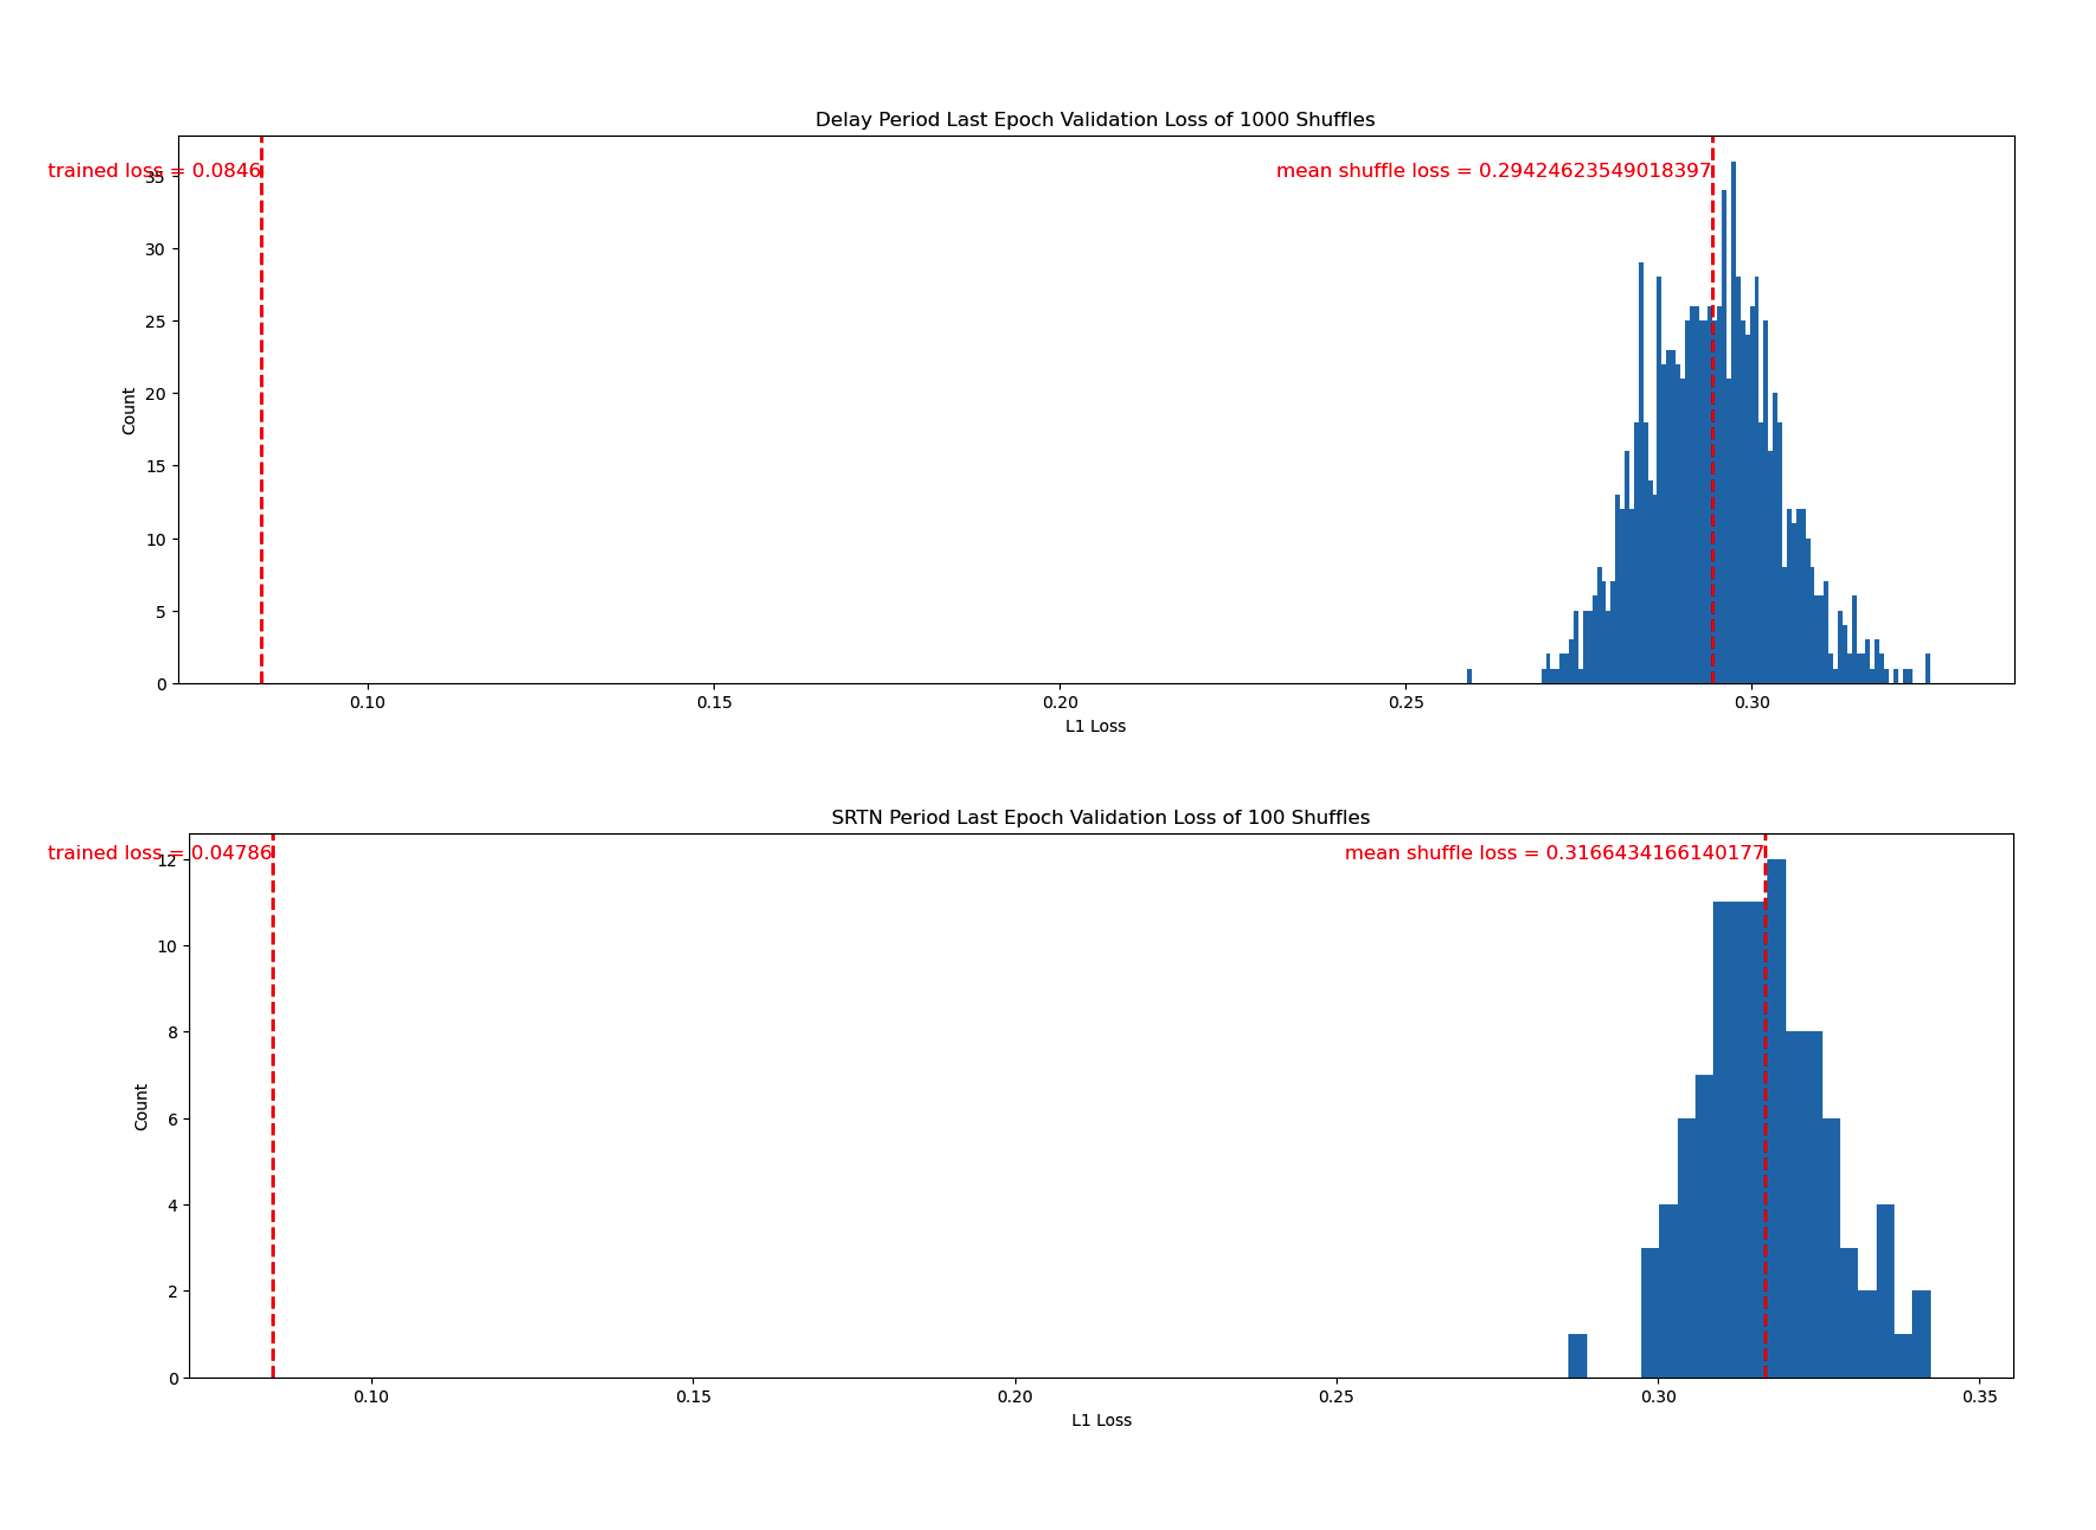 Delay Period Last Epoch Validation Loss of 1000 Shuffles
trained loss = 0.0846
mean shuffle loss = 0.29424623549018397
35
30
25
20
15
10
5
0
Count
0.10 0.15 0.20 0.25 0.30
L1 Loss
SRTN Period Last Epoch Validation Loss of 100 Shuffles
trained loss = 0.04786
mean shuffle loss = 0.3166434166140177
12
10
8
6
4
2
0
Count
0.10 0.15 0.20 0.25 0.30 0.35
L1 Loss